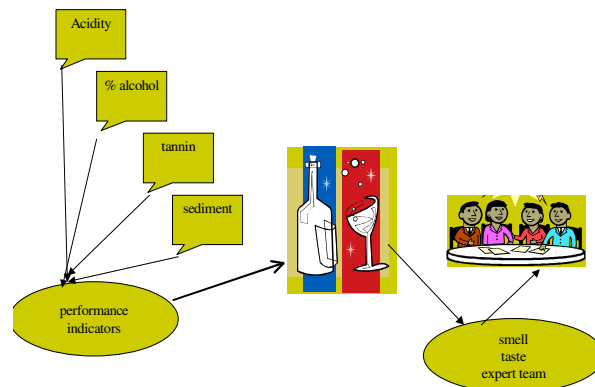 Acidity
% alcohol
tannin
sediment
performance
indicators
smell
taste
expert team